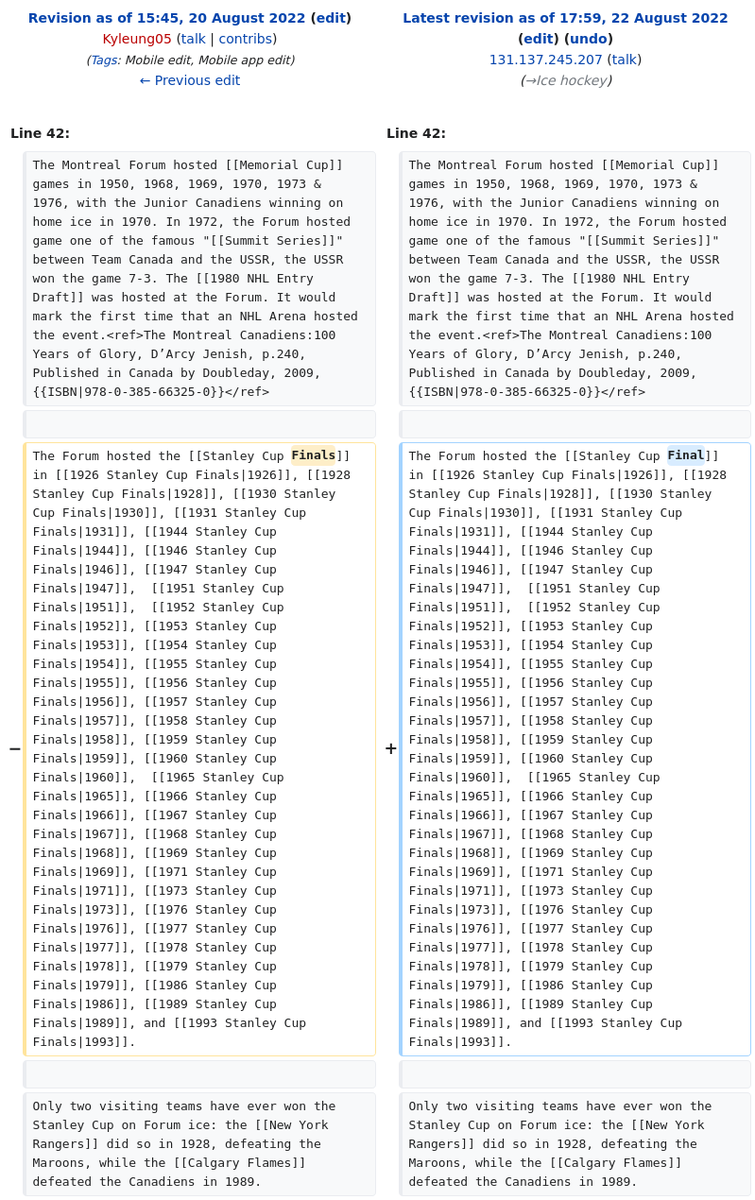 Revision as of 15:45, 20 August 2022 (edit)
Kyleung05 (talk | contribs)
(Tags: Mobile edit, Mobile app edit)
← Previous edit
Latest revision as of 17:59, 22 August 2022
(edit) (undo)
131.137.245.207 (talk)
(→Ice hockey)
Line 42:
The Montreal Forum hosted [[Memorial Cup]]
games in 1950, 1968, 1969, 1970, 1973 &
1976, with the Junior Canadiens winning on
home ice in 1970. In 1972, the Forum hosted
game one of the famous "[[Summit Series]]"
between Team Canada and the USSR, the USSR
won the game 7-3. The [[1980 NHL Entry
Draft]] was hosted at the Forum. It would
mark the first time that an NHL Arena hosted
the event.<ref>The Montreal Canadiens:100
Years of Glory, D’Arcy Jenish, p.240,
Published in Canada by Doubleday, 2009,
{{ISBN|978-0-385-66325-0}}</ref>
−
The Forum hosted the [[Stanley Cup Finals]]
in [[1926 Stanley Cup Finals|1926]], [[1928
Stanley Cup Finals|1928]], [[1930 Stanley
Cup Finals|1930]], [[1931 Stanley Cup
Finals|1931]], [[1944 Stanley Cup
Finals|1944]], [[1946 Stanley Cup
Finals|1946]], [[1947 Stanley Cup
Finals|1947]],  [[1951 Stanley Cup
Finals|1951]],  [[1952 Stanley Cup
Finals|1952]], [[1953 Stanley Cup
Finals|1953]], [[1954 Stanley Cup
Finals|1954]], [[1955 Stanley Cup
Finals|1955]], [[1956 Stanley Cup
Finals|1956]], [[1957 Stanley Cup
Finals|1957]], [[1958 Stanley Cup
Finals|1958]], [[1959 Stanley Cup
Finals|1959]], [[1960 Stanley Cup
Finals|1960]],  [[1965 Stanley Cup
Finals|1965]], [[1966 Stanley Cup
Finals|1966]], [[1967 Stanley Cup
Finals|1967]], [[1968 Stanley Cup
Finals|1968]], [[1969 Stanley Cup
Finals|1969]], [[1971 Stanley Cup
Finals|1971]], [[1973 Stanley Cup
Finals|1973]], [[1976 Stanley Cup
Finals|1976]], [[1977 Stanley Cup
Finals|1977]], [[1978 Stanley Cup
Finals|1978]], [[1979 Stanley Cup
Finals|1979]], [[1986 Stanley Cup
Finals|1986]], [[1989 Stanley Cup
Finals|1989]], and [[1993 Stanley Cup
Finals|1993]].
Only two visiting teams have ever won the
Stanley Cup on Forum ice: the [[New York
Rangers]] did so in 1928, defeating the
Maroons, while the [[Calgary Flames]]
defeated the Canadiens in 1989.
Line 42:
The Montreal Forum hosted [[Memorial Cup]]
games in 1950, 1968, 1969, 1970, 1973 &
1976, with the Junior Canadiens winning on
home ice in 1970. In 1972, the Forum hosted
game one of the famous "[[Summit Series]]"
between Team Canada and the USSR, the USSR
won the game 7-3. The [[1980 NHL Entry
Draft]] was hosted at the Forum. It would
mark the first time that an NHL Arena hosted
the event.<ref>The Montreal Canadiens:100
Years of Glory, D’Arcy Jenish, p.240,
Published in Canada by Doubleday, 2009,
{{ISBN|978-0-385-66325-0}}</ref>
+
The Forum hosted the [[Stanley Cup Final]]
in [[1926 Stanley Cup Finals|1926]], [[1928
Stanley Cup Finals|1928]], [[1930 Stanley
Cup Finals|1930]], [[1931 Stanley Cup
Finals|1931]], [[1944 Stanley Cup
Finals|1944]], [[1946 Stanley Cup
Finals|1946]], [[1947 Stanley Cup
Finals|1947]],  [[1951 Stanley Cup
Finals|1951]],  [[1952 Stanley Cup
Finals|1952]], [[1953 Stanley Cup
Finals|1953]], [[1954 Stanley Cup
Finals|1954]], [[1955 Stanley Cup
Finals|1955]], [[1956 Stanley Cup
Finals|1956]], [[1957 Stanley Cup
Finals|1957]], [[1958 Stanley Cup
Finals|1958]], [[1959 Stanley Cup
Finals|1959]], [[1960 Stanley Cup
Finals|1960]],  [[1965 Stanley Cup
Finals|1965]], [[1966 Stanley Cup
Finals|1966]], [[1967 Stanley Cup
Finals|1967]], [[1968 Stanley Cup
Finals|1968]], [[1969 Stanley Cup
Finals|1969]], [[1971 Stanley Cup
Finals|1971]], [[1973 Stanley Cup
Finals|1973]], [[1976 Stanley Cup
Finals|1976]], [[1977 Stanley Cup
Finals|1977]], [[1978 Stanley Cup
Finals|1978]], [[1979 Stanley Cup
Finals|1979]], [[1986 Stanley Cup
Finals|1986]], [[1989 Stanley Cup
Finals|1989]], and [[1993 Stanley Cup
Finals|1993]].
Only two visiting teams have ever won the
Stanley Cup on Forum ice: the [[New York
Rangers]] did so in 1928, defeating the
Maroons, while the [[Calgary Flames]]
defeated the Canadiens in 1989.